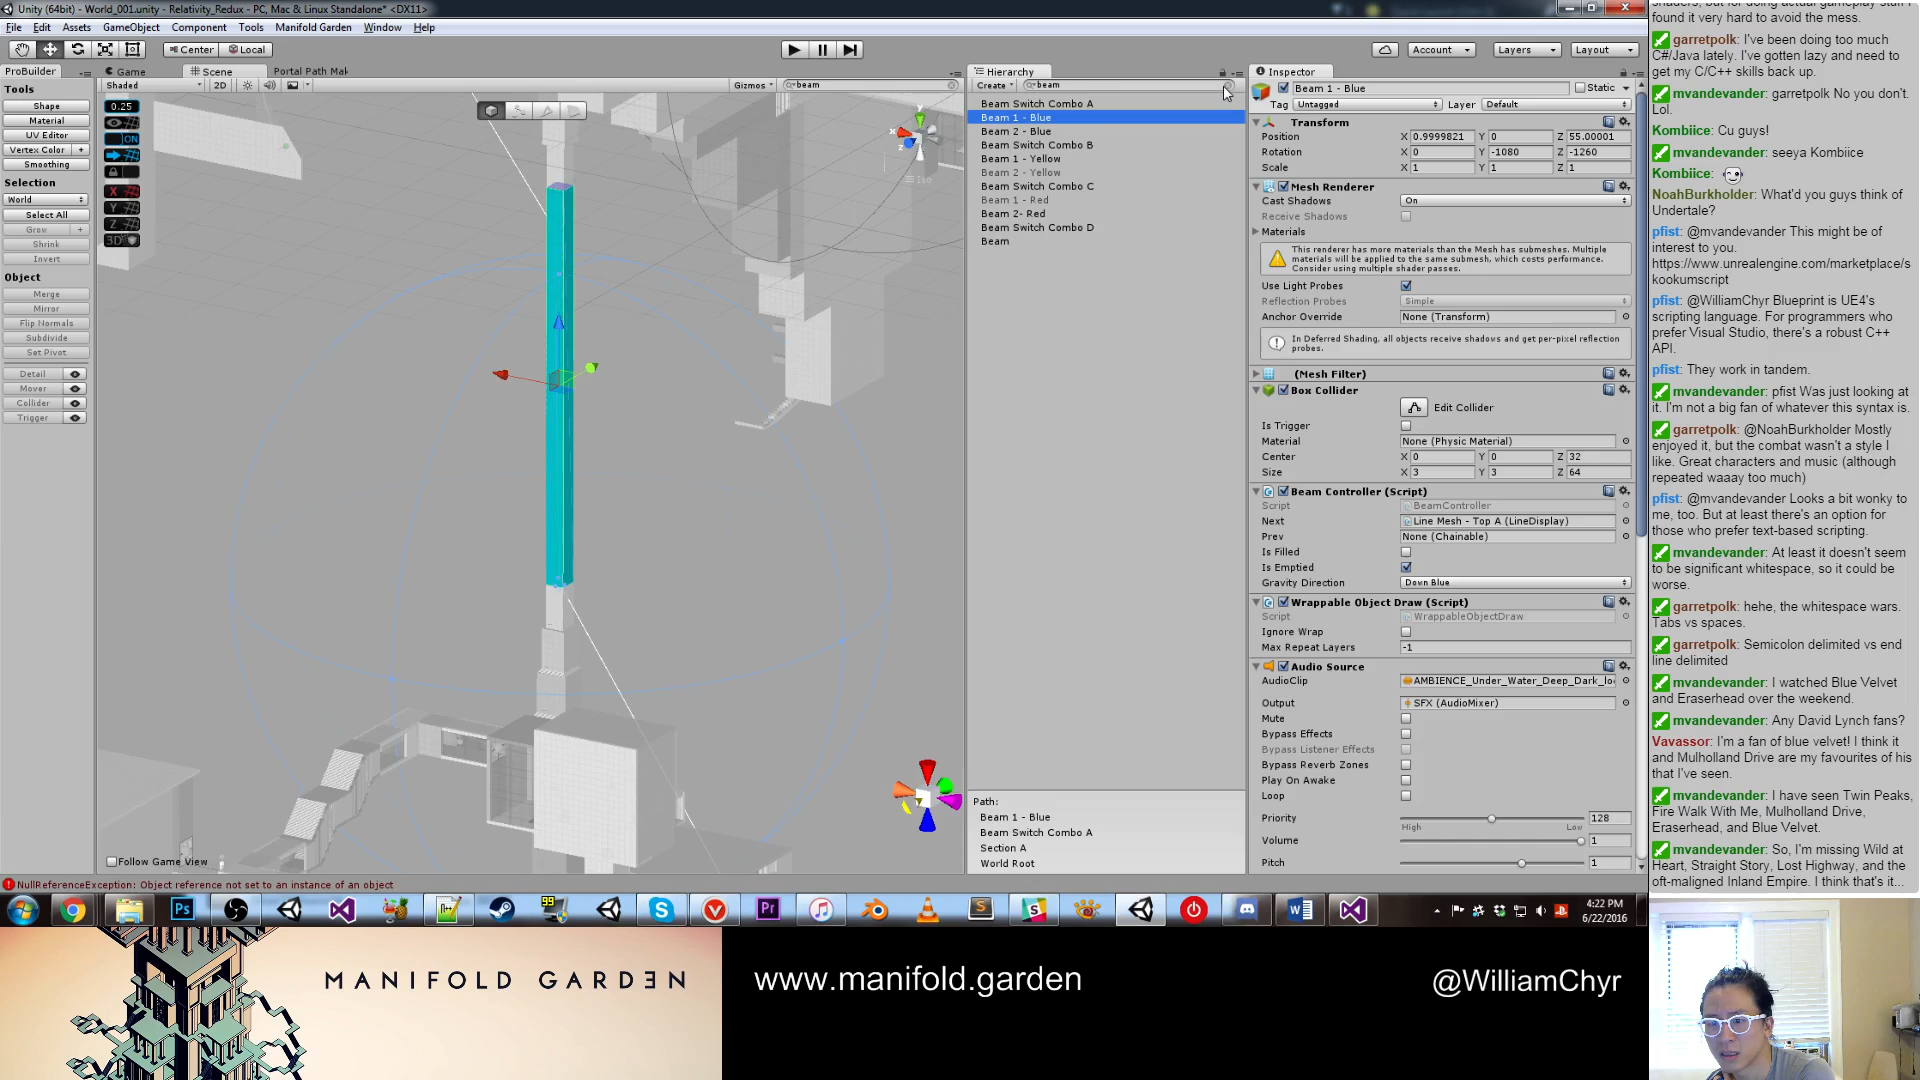 Unity (64bit) - World_001.unity - Relativity_Redux - PC, Mac & Linux Standalone* <DX11>
File Edit Assets GameObject Component Tools Manifold Garden Window Help
Center Local
Account Layers Layout
ProBuilder
Tools
Shape
Material
UV Editor
Vertex Color +
Smoothing
Selection
World
Select All
Grow +
Shrink
Invert
Object
Merge
Mirror
Flip Normals
Subdivide
Set Pivot
Detail
Mover
Collider
Trigger
Game Scene Portal Path Mak
Shaded 2D Gizmos beam
0.25
ON
X
Y
Z
3D
x
y
z
Iso
Follow Game View
Hierarchy
Create beam
Beam Switch Combo A
Beam 1 - Blue
Beam 2 - Blue
Beam Switch Combo B
Beam 1 - Yellow
Beam 2 - Yellow
Beam Switch Combo C
Beam 1 - Red
Beam 2- Red
Beam Switch Combo D
Beam
Path:
Beam 1 - Blue
Beam Switch Combo A
Section A
World Root
Inspector
Beam 1 - Blue Static
Tag Untagged Layer Default
Transform
Position X 0.9999821 Y 0 Z 55.00001
Rotation X 0 Y -1080 Z -1260
Scale X 1 Y 1 Z 1
Mesh Renderer
Cast Shadows On
Receive Shadows
Materials
This renderer has more materials than the Mesh has submeshes. Multiple
materials will be applied to the same submesh, which costs performance.
Consider using multiple shader passes.
Use Light Probes
Reflection Probes Simple
Anchor Override None (Transform)
In Deferred Shading, all objects receive shadows and get per-pixel reflection
probes.
(Mesh Filter)
Box Collider
Edit Collider
Is Trigger
Material None (Physic Material)
Center X 0 Y 0 Z 32
Size X 3 Y 3 Z 64
Beam Controller (Script)
Script BeamController
Next Line Mesh - Top A (LineDisplay)
Prev None (Chainable)
Is Filled
Is Emptied
Gravity Direction Down Blue
Wrappable Object Draw (Script)
Script WrappableObjectDraw
Ignore Wrap
Max Repeat Layers -1
Audio Source
AudioClip AMBIENCE_Under_Water_Deep_Dark_lo
Output SFX (AudioMixer)
Mute
Bypass Effects
Bypass Listener Effects
Bypass Reverb Zones
Play On Awake
Loop
Priority 128
High Low
Volume 1
Pitch 1
NullReferenceException: Object reference not set to an instance of an object
4:22 PM
6/22/2016
shaders, but for doing actual gameplay stuff I
found it very hard to avoid the mess.
garretpolk: I've been doing too much
C#/Java lately. I've gotten lazy and need to
get my C/C++ skills back up.
mvandevander: garretpolk No you don't.
Lol.
Kombiice: Cu guys!
mvandevander: seeya Kombiice
Kombiice:
NoahBurkholder: What'd you guys think of
Undertale?
pfist: @mvandevander This might be of
interest to you.
https://www.unrealengine.com/marketplace/s
kookumscript
pfist: @WilliamChyr Blueprint is UE4's
scripting language. For programmers who
prefer Visual Studio, there's a robust C++
API.
pfist: They work in tandem.
mvandevander: pfist Was just looking at
it. I'm not a big fan of whatever this syntax is.
garretpolk: @NoahBurkholder Mostly
enjoyed it, but the combat wasn't a style I
like. Great characters and music (although
repeated waaay too much)
pfist: @mvandevander Looks a bit wonky to
me, too. But at least there's an option for
those who prefer text-based scripting.
mvandevander: At least it doesn't seem
to be significant whitespace, so it could be
worse.
garretpolk: hehe, the whitespace wars.
Tabs vs spaces.
garretpolk: Semicolon delimited vs end
line delimited
mvandevander: I watched Blue Velvet
and Eraserhead over the weekend.
mvandevander: Any David Lynch fans?
Vavassor: I'm a fan of blue velvet! I think it
and Mulholland Drive are my favourites of his
that I've seen.
mvandevander: I have seen Twin Peaks,
Fire Walk With Me, Mulholland Drive,
Eraserhead, and Blue Velvet.
mvandevander: So, I'm missing Wild at
Heart, Straight Story, Lost Highway, and the
oft-maligned Inland Empire. I think that's it...
MANIFOLD GARDEN
www.manifold.garden
@WilliamChyr